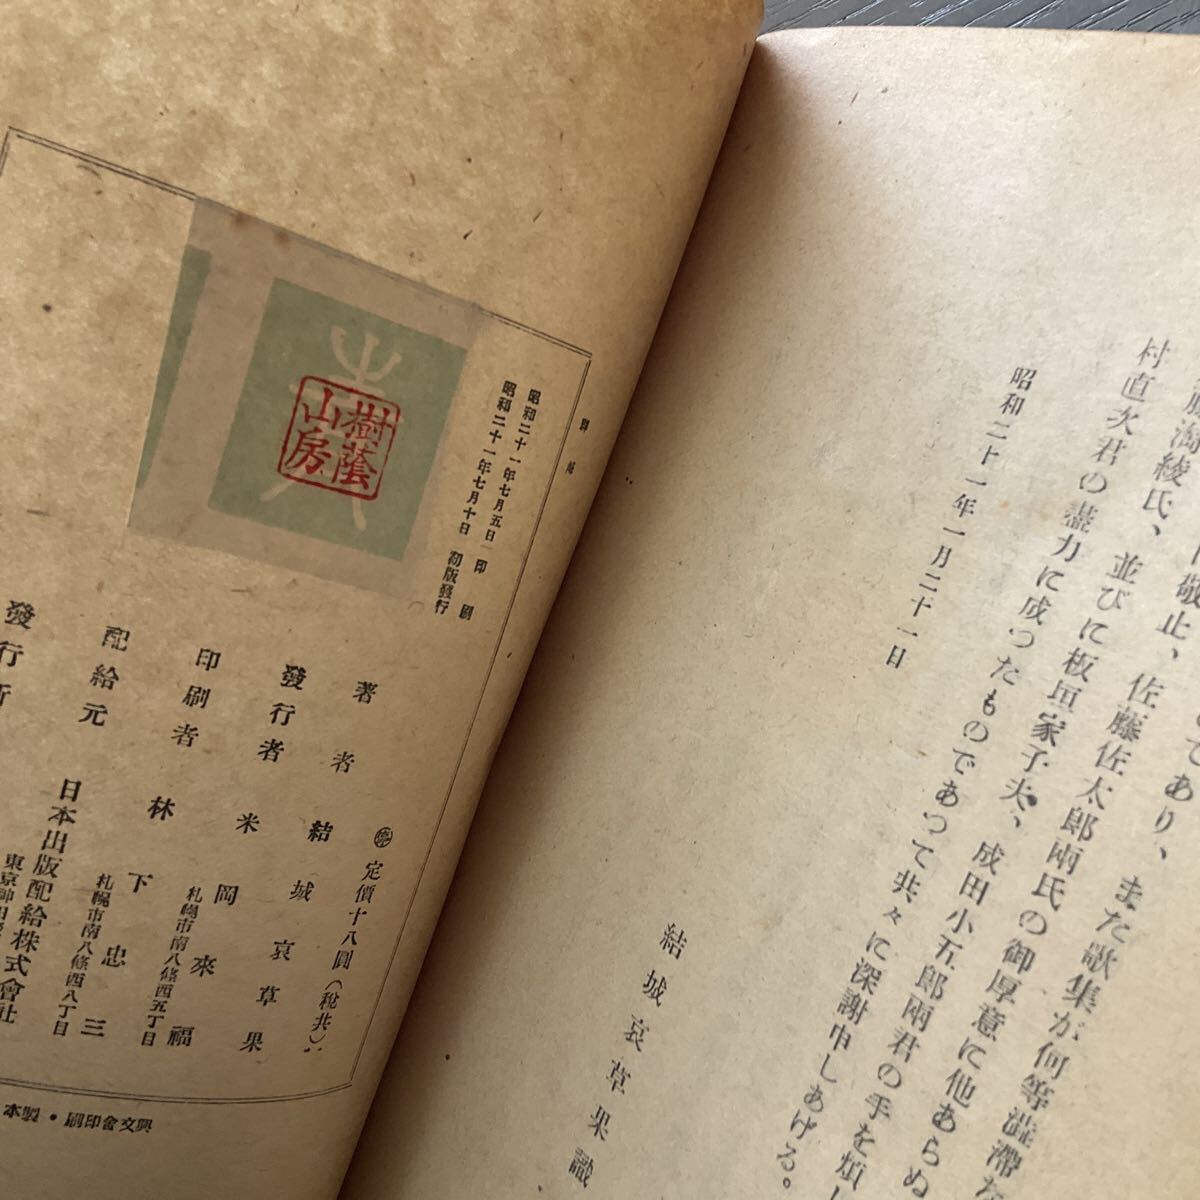 綾氏、並びに板垣家子夫、成田小五郎兩君の手を煩し
敬止、佐藤佐太郎兩氏の御厚意に他あらぬ
であり、また歌集が何等澁滯
村直次君の盡力に成つたものであつて共々に深謝申しあげる。
昭和二十一年一月二十一日
結城哀草果識
群峰
昭和二十一年七月五日 印刷
昭和二十一年七月十日 初版發行
樹蔭山房
㊞ 定價十八圓(稅共)
著者 結城哀草果
發行者 米岡來福
札幌市南八條西五丁目
印刷者 林下忠三
札幌市南八條西八丁目
配給元 日本出版配給株式會社
東京神田
發行所
興文舍印刷・製本